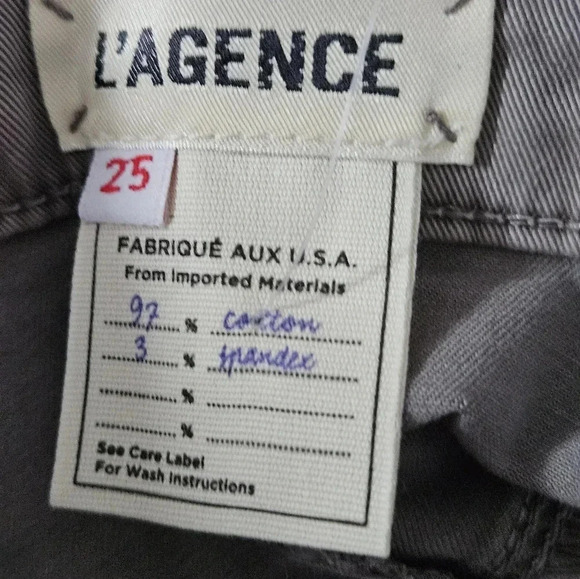 L'AGENCE
25
FABRIQUÉ AUX U.S.A.
From Imported Materials
97 % cotton
3 % spandex
%
%
See Care Label
For Wash Instructions